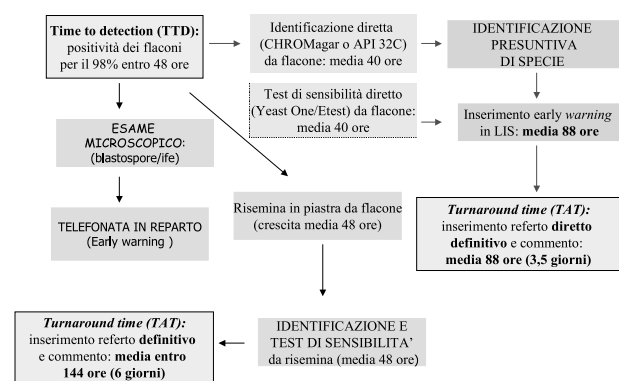 Time to detection (TTD):
positività dei flaconi
per il 98% entro 48 ore
Identificazione diretta
(CHROMagar o API 32C)
da flacone: media 40 ore
IDENTIFICAZIONE
PRESUNTIVA
DI SPECIE
Test di sensibilità diretto
(Yeast One/Etest) da flacone:
media 40 ore
Inserimento early warning
in LIS: media 88 ore
ESAME
MICROSCOPICO:
(blastospore/ife)
TELEFONATA IN REPARTO
(Early warning )
Risemina in piastra da flacone
(crescita media 48 ore)
Turnaround time (TAT):
inserimento referto diretto
definitivo e commento:
media 88 ore (3,5 giorni)
Turnaround time (TAT):
inserimento referto definitivo
e commento: media entro
144 ore (6 giorni)
IDENTIFICAZIONE E
TEST DI SENSIBILITA'
da risemina (media 48 ore)